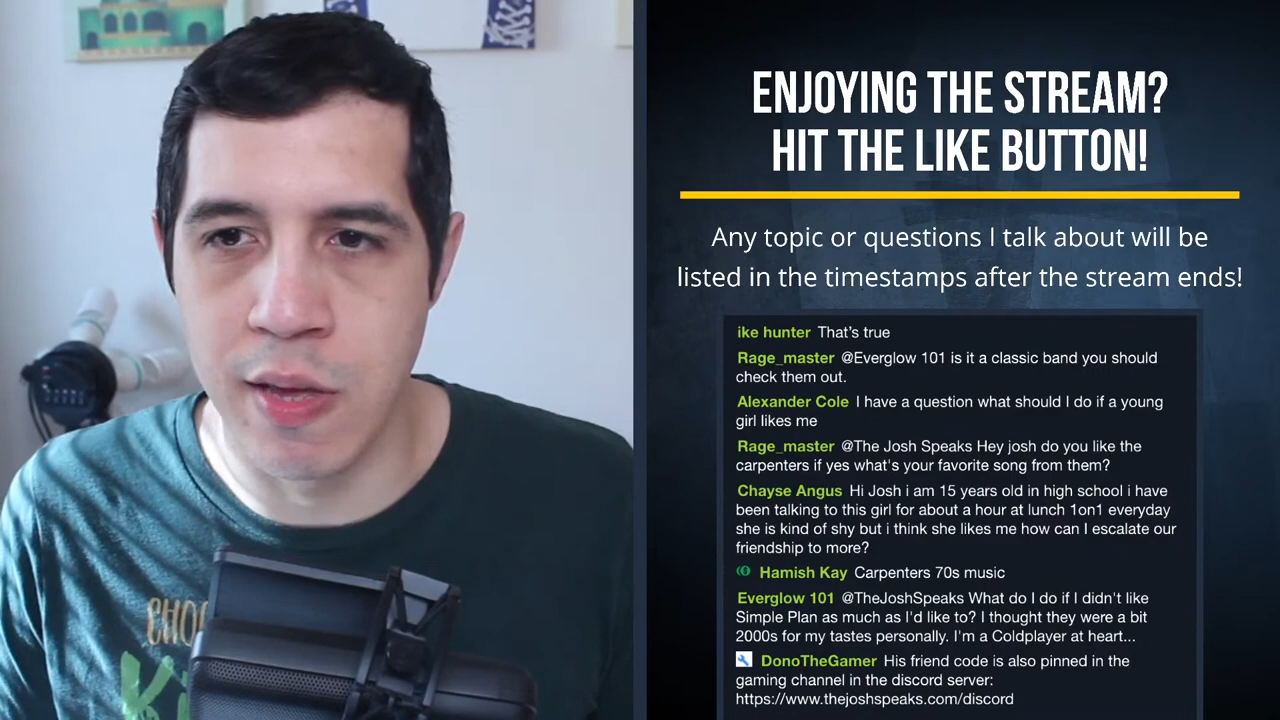 ENJOYING THE STREAM?
HIT THE LIKE BUTTON!
Any topic or questions I talk about will be
listed in the timestamps after the stream ends!
ike hunter That's true
Rage_master @Everglow 101 is it a classic band you should
check them out.
Alexander Cole I have a question what should I do if a young
girl likes me
Rage_master @The Josh Speaks Hey josh do you like the
carpenters if yes what's your favorite song from them?
Chayse Angus Hi Josh i am 15 years old in high school i have
been talking to this girl for about a hour at lunch 1on1 everyday
she is kind of shy but i think she likes me how can I escalate our
friendship to more?
Hamish Kay Carpenters 70s music
Everglow 101 @TheJoshSpeaks What do I do if I didn't like
Simple Plan as much as I'd like to? I thought they were a bit
2000s for my tastes personally. I'm a Coldplayer at heart...
DonoTheGamer His friend code is also pinned in the
gaming channel in the discord server:
https://www.thejoshspeaks.com/discord